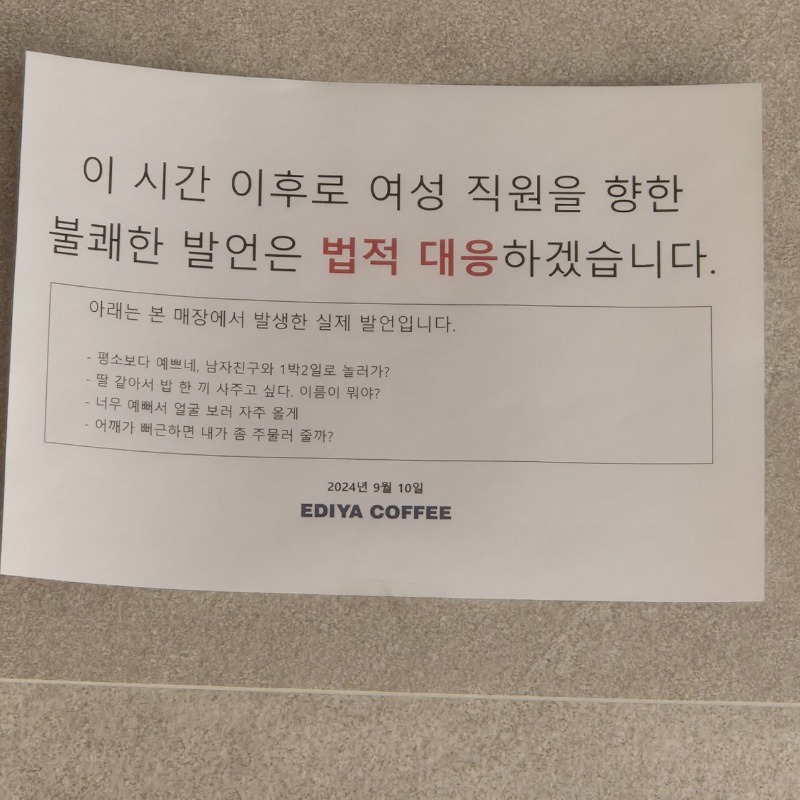 이 시간 이후로 여성 직원을 향한
불쾌한 발언은 법적 대응하겠습니다.
아래는 본 매장에서 발생한 실제 발언입니다.
- 평소보다 예쁘네, 남자친구와 1박2일로 놀러가?
- 딸 같아서 밥 한 끼 사주고 싶다. 이름이 뭐야?
- 너무 예뻐서 얼굴 보러 자주 올게
- 어깨가 뻐근하면 내가 좀 주물러 줄까?
2024년 9월 10일
EDIYA COFFEE